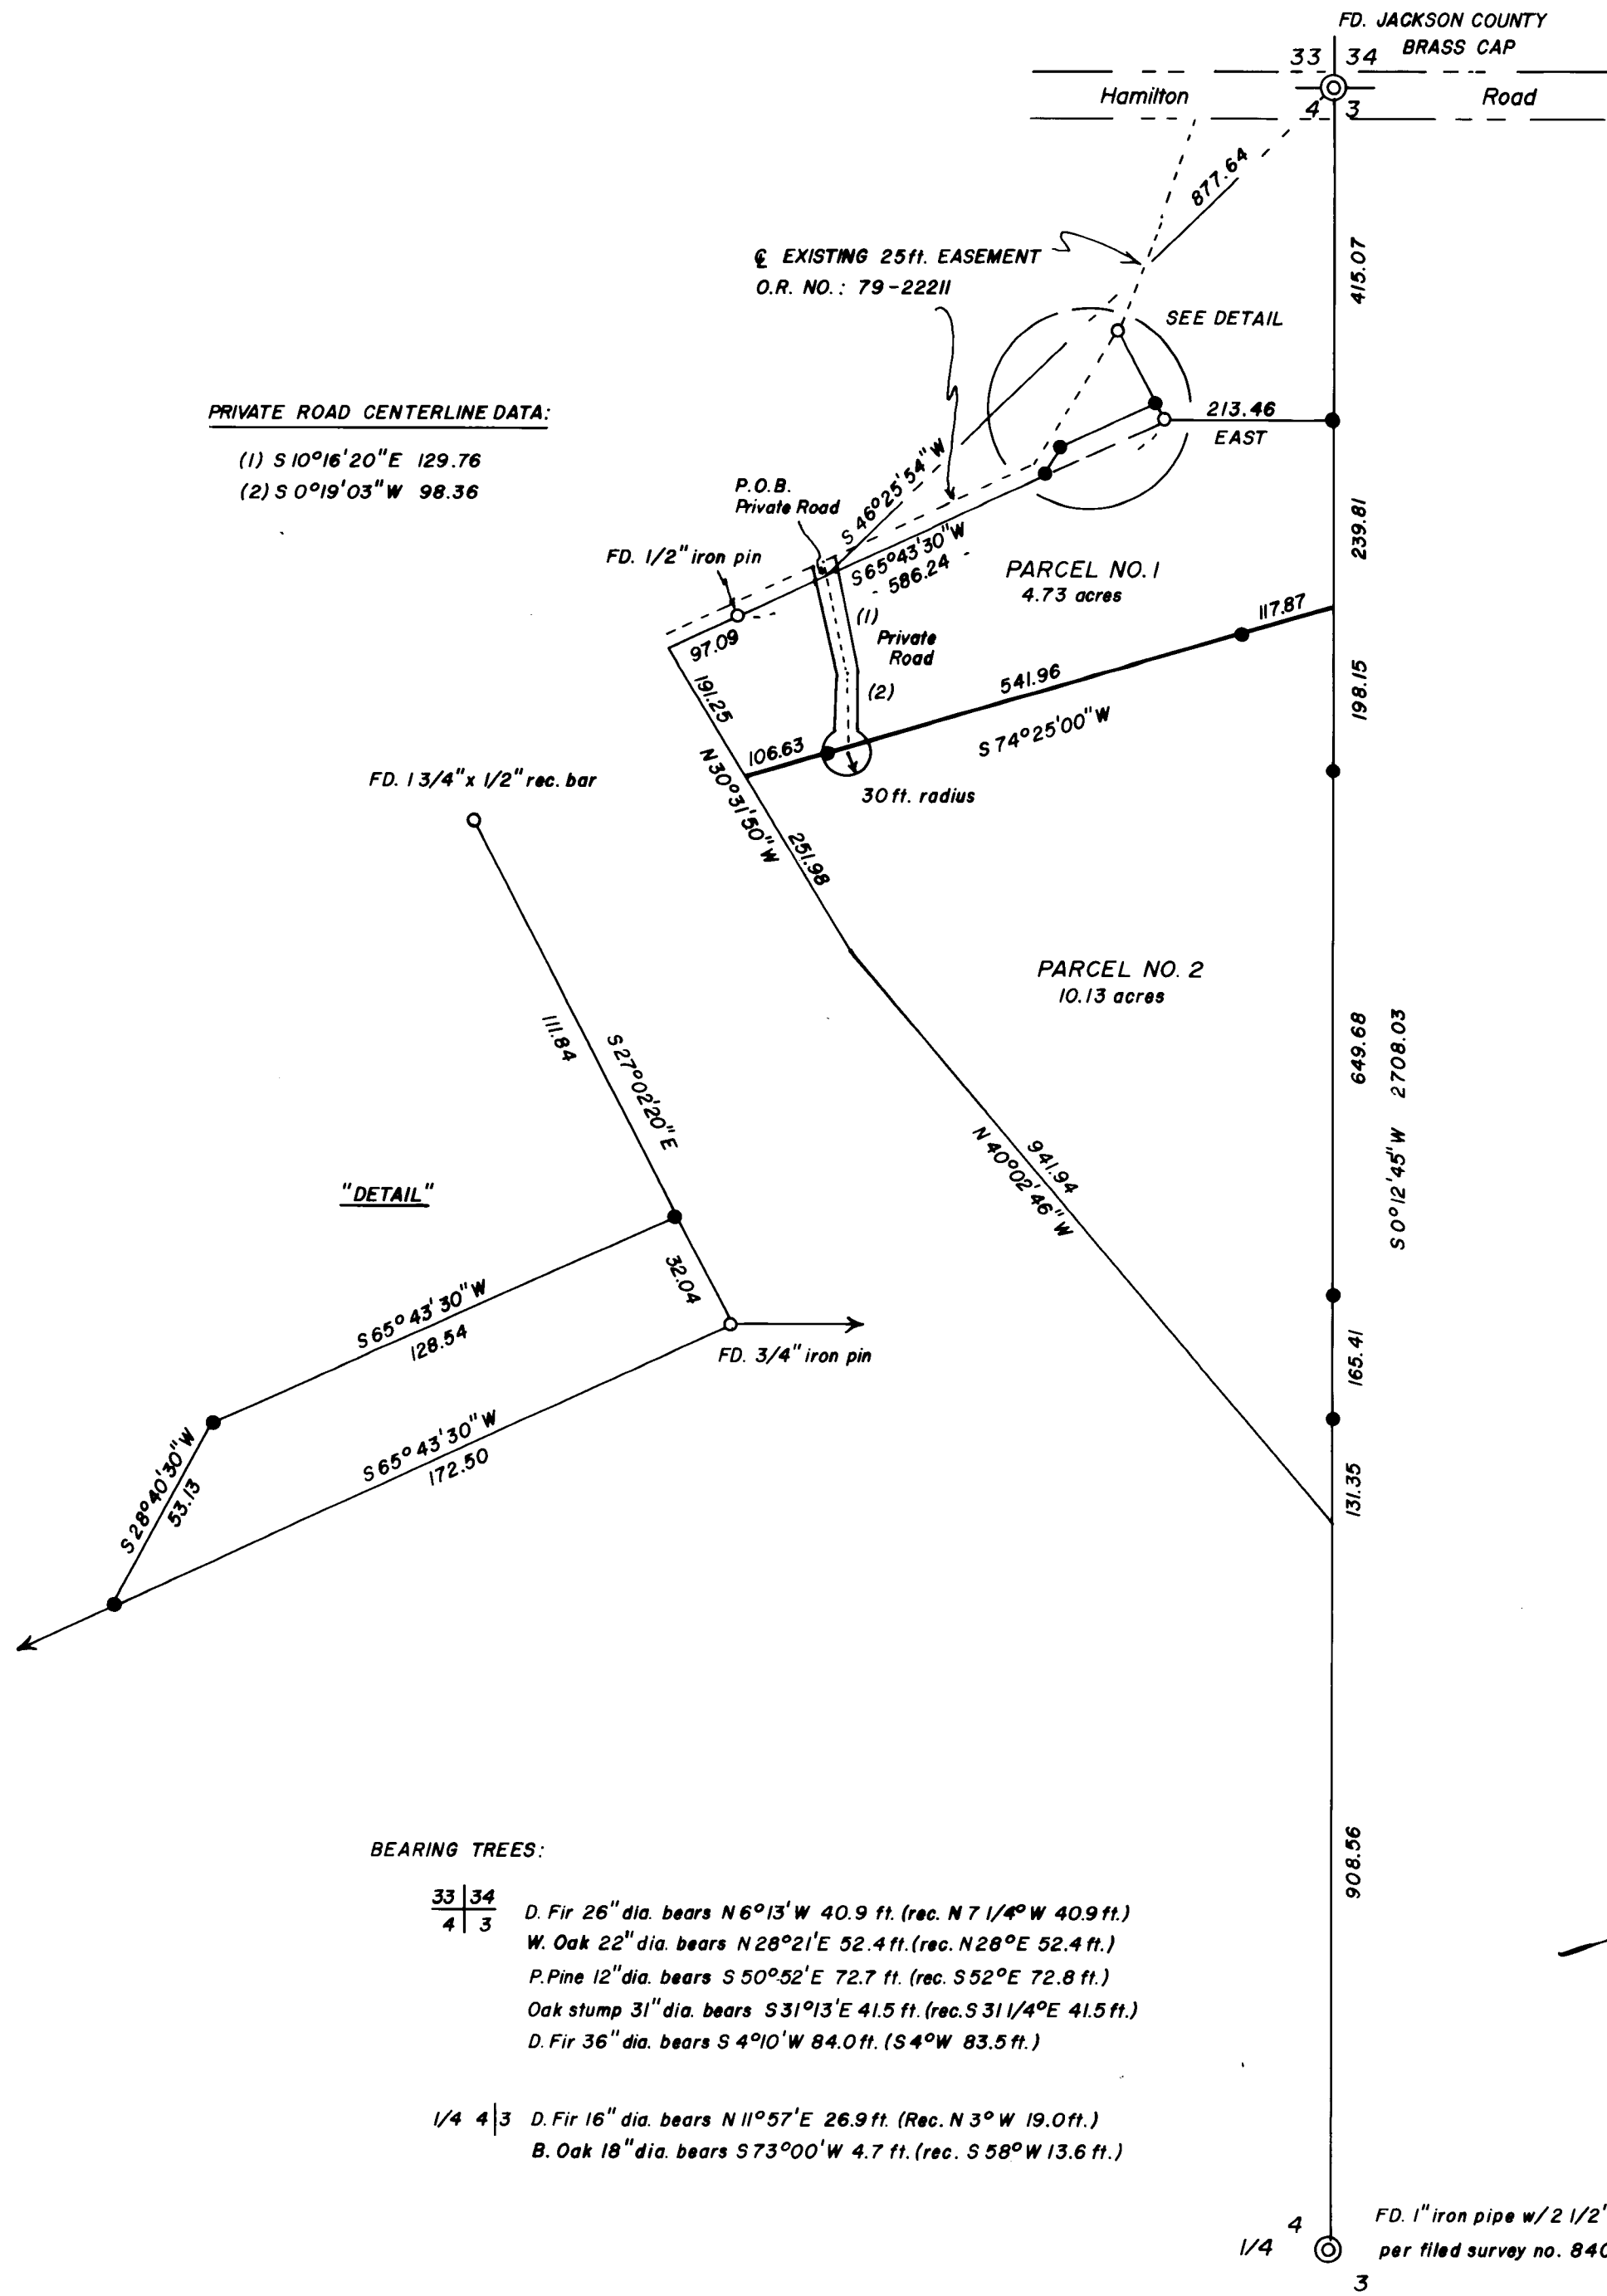 FD. JACKSON COUNTY
BRASS CAP
33 34
4 3
Hamilton Road
877.64
415.07
℄ EXISTING 25ft. EASEMENT
O.R. NO.: 79-22211
SEE DETAIL
213.46
EAST
PRIVATE ROAD CENTERLINE DATA:
(1) S 10°16'20"E 129.76
(2) S 0°19'03"W 98.36
P.O.B.
Private Road
S 46°25'54"W
S 65°43'30"W
586.24
239.81
FD. 1/2" iron pin
PARCEL NO. 1
4.73 acres
117.87
97.09
(1)
Private
Road
(2)
541.96
S 74°25'00"W
198.15
191.25
106.63
N 30°31'50"W
30 ft. radius
251.98
FD. 1 3/4" x 1/2" rec. bar
PARCEL NO. 2
10.13 acres
111.84
S 27°02'20"E
649.68
S 0°12'45"W 2708.03
941.94
N 40°02'46"W
"DETAIL"
32.04
S 65°43'30"W
128.54
FD. 3/4" iron pin
165.41
S 65°43'30"W
172.50
S 28°40'30"W
53.13
131.35
908.56
BEARING TREES:
33 34
4 3
D. Fir 26" dia. bears N 6°13'W 40.9 ft. (rec. N 7 1/4° W 40.9 ft.)
W. Oak 22" dia. bears N 28°21'E 52.4 ft. (rec. N 28°E 52.4 ft.)
P. Pine 12" dia. bears S 50°52'E 72.7 ft. (rec. S 52°E 72.8 ft.)
Oak stump 31" dia. bears S 31°13'E 41.5 ft. (rec. S 31 1/4°E 41.5 ft.)
D. Fir 36" dia. bears S 4°10'W 84.0 ft. (S 4°W 83.5 ft.)
1/4 4 3 D. Fir 16" dia. bears N 11°57'E 26.9 ft. (Rec. N 3° W 19.0 ft.)
B. Oak 18" dia. bears S 73°00'W 4.7 ft. (rec. S 58° W 13.6 ft.)
FD. 1" iron pipe w/ 2 1/2'
per filed survey no. 840
4
1/4
3